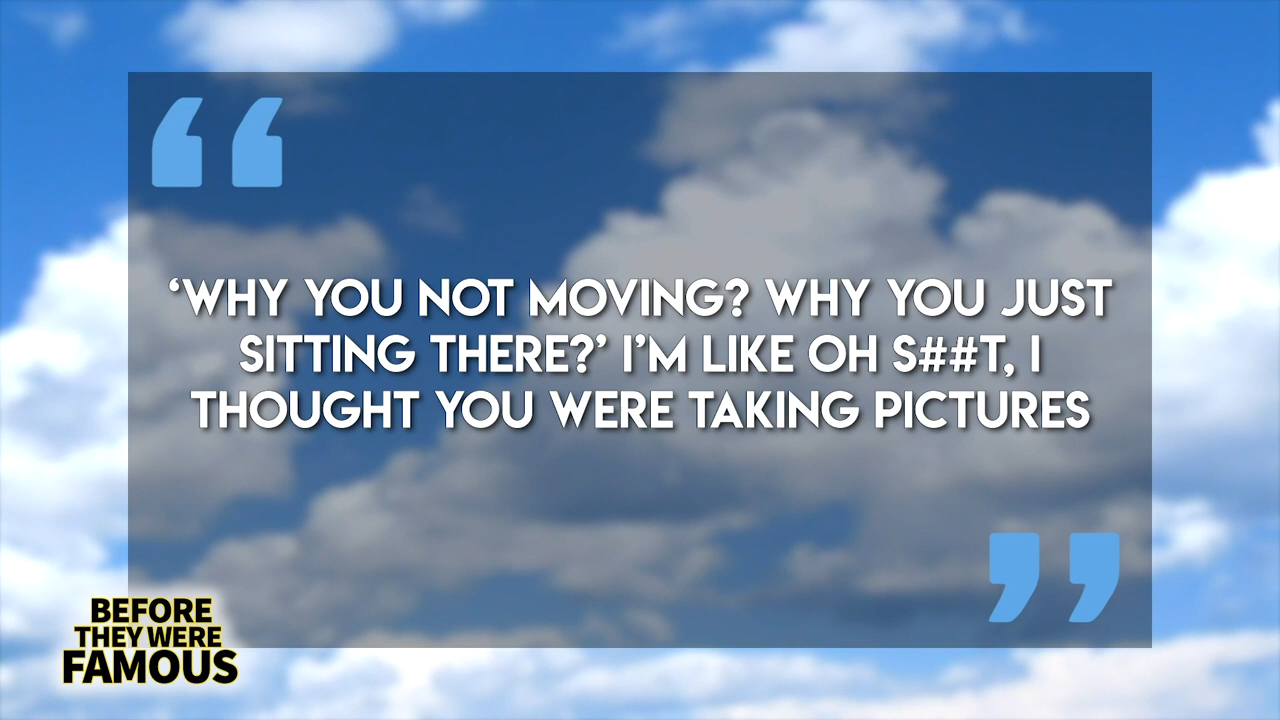 ‘WHY YOU NOT MOVING? WHY YOU JUST
SITTING THERE?’ I’M LIKE OH S##T, I
THOUGHT YOU WERE TAKING PICTURES
BEFORE
THEY WERE
FAMOUS